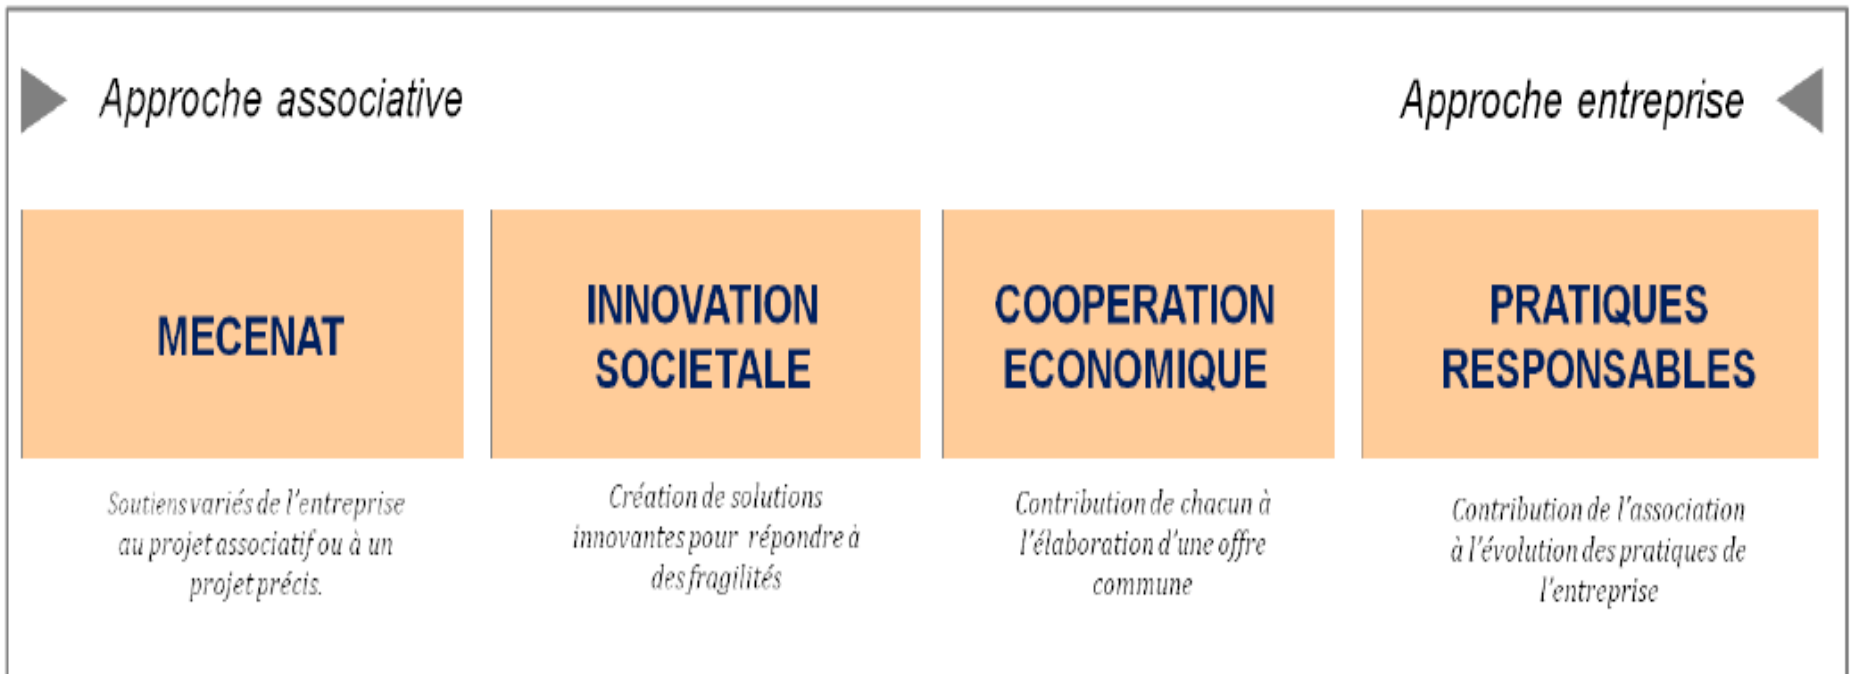 Approche associative
Approche entreprise
MECENAT
INNOVATION
SOCIETALE
COOPERATION
ECONOMIQUE
PRATIQUES
RESPONSABLES
Soutiens variés de l'entreprise
au projet associatif ou à un
projet précis.
Création de solutions
innovantes pour répondre à
des fragilités
Contribution de chacun à
l'élaboration d'une offre
commune
Contribution de l'association
à l'évolution des pratiques de
l'entreprise